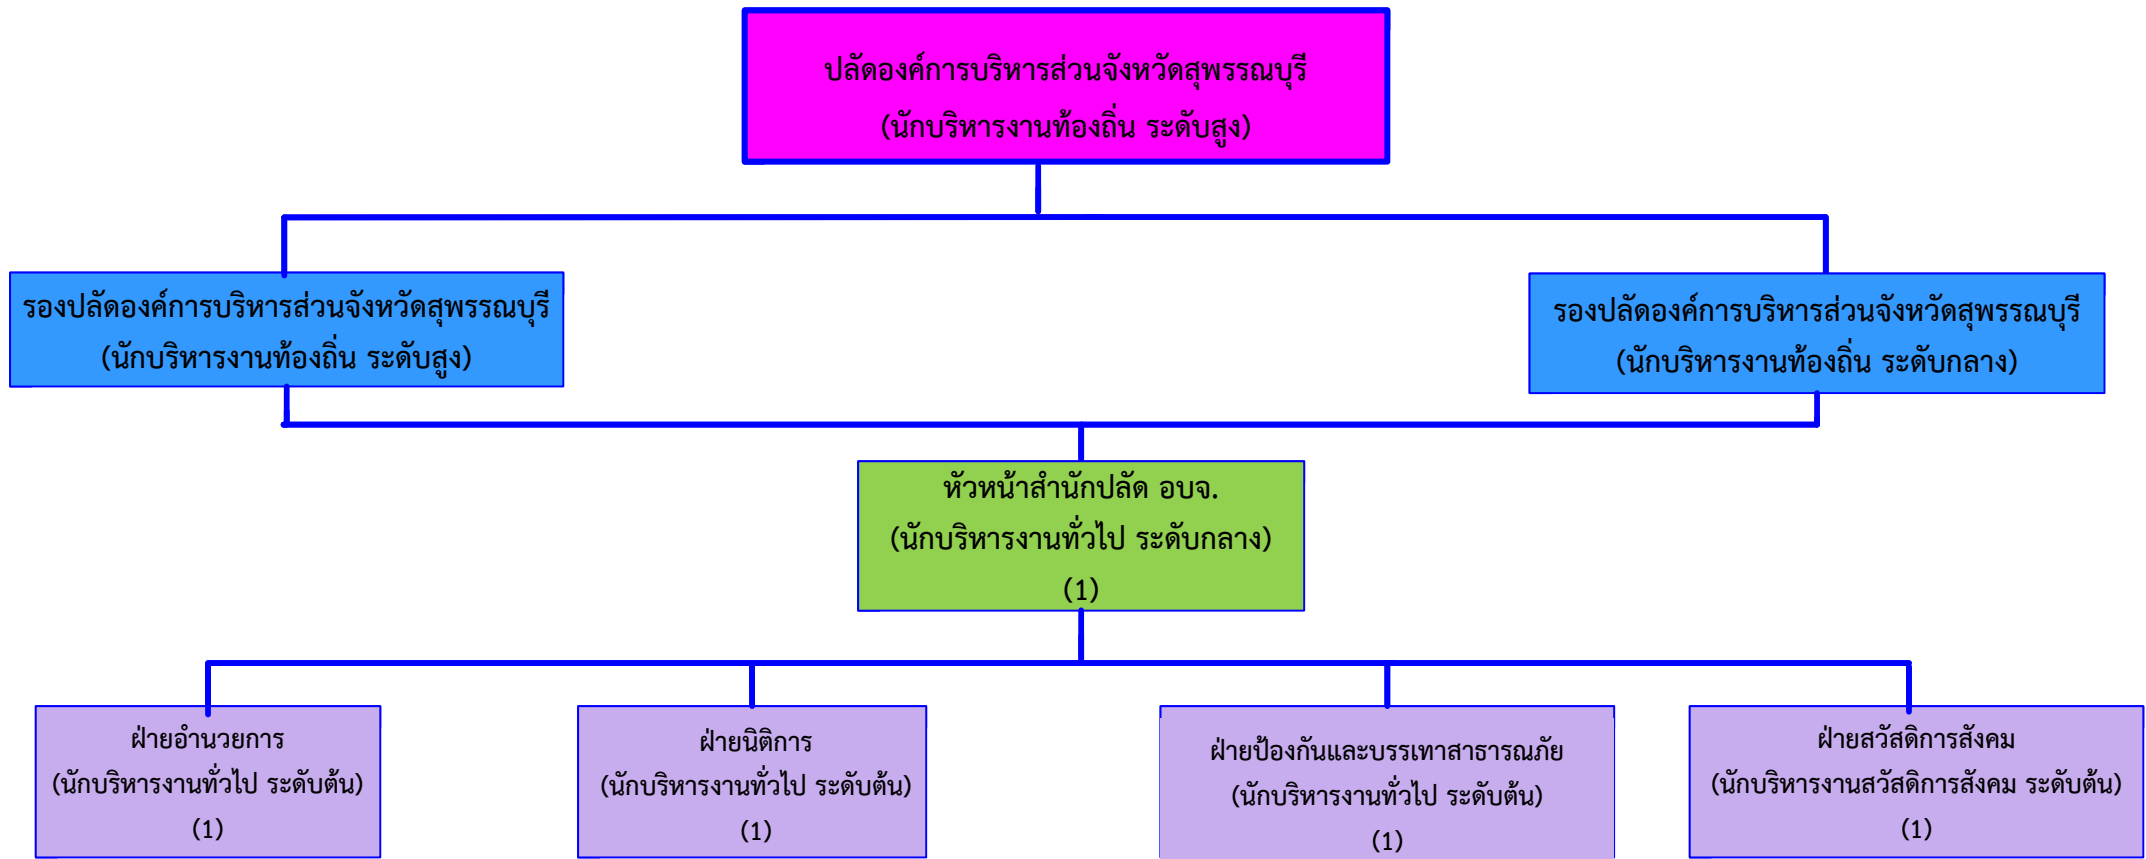 ปลัดองค์การบริหารส่วนจังหวัดสุพรรณบุรี
(นักบริหารงานท้องถิ่น ระดับสูง)
รองปลัดองค์การบริหารส่วนจังหวัดสุพรรณบุรี
(นักบริหารงานท้องถิ่น ระดับสูง)
รองปลัดองค์การบริหารส่วนจังหวัดสุพรรณบุรี
(นักบริหารงานท้องถิ่น ระดับกลาง)
หัวหน้าสำนักปลัด อบจ.
(นักบริหารงานทั่วไป ระดับกลาง)
(1)
ฝ่ายอำนวยการ
(นักบริหารงานทั่วไป ระดับต้น)
(1)
ฝ่ายนิติการ
(นักบริหารงานทั่วไป ระดับต้น)
(1)
ฝ่ายป้องกันและบรรเทาสาธารณภัย
(นักบริหารงานทั่วไป ระดับต้น)
(1)
ฝ่ายสวัสดิการสังคม
(นักบริหารงานสวัสดิการสังคม ระดับต้น)
(1)